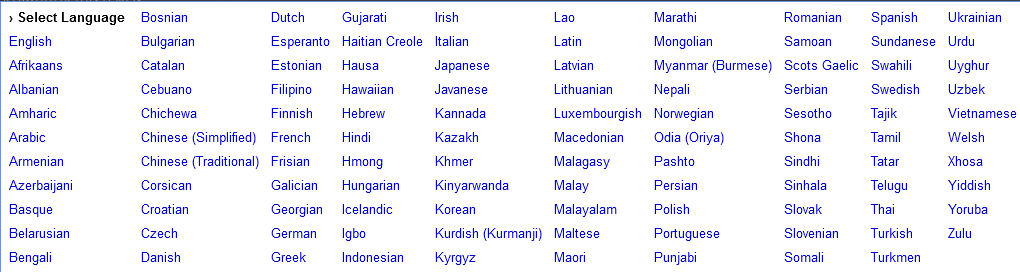 › Select Language Bosnian Dutch Gujarati Irish Lao Marathi Romanian Spanish Ukrainian
English Bulgarian Esperanto Haitian Creole Italian Latin Mongolian Samoan Sundanese Urdu
Afrikaans Catalan Estonian Hausa Japanese Latvian Myanmar (Burmese) Scots Gaelic Swahili Uyghur
Albanian Cebuano Filipino Hawaiian Javanese Lithuanian Nepali Serbian Swedish Uzbek
Amharic Chichewa Finnish Hebrew Kannada Luxembourgish Norwegian Sesotho Tajik Vietnamese
Arabic Chinese (Simplified) French Hindi Kazakh Macedonian Odia (Oriya) Shona Tamil Welsh
Armenian Chinese (Traditional) Frisian Hmong Khmer Malagasy Pashto Sindhi Tatar Xhosa
Azerbaijani Corsican Galician Hungarian Kinyarwanda Malay Persian Sinhala Telugu Yiddish
Basque Croatian Georgian Icelandic Korean Malayalam Polish Slovak Thai Yoruba
Belarusian Czech German Igbo Kurdish (Kurmanji) Maltese Portuguese Slovenian Turkish Zulu
Bengali Danish Greek Indonesian Kyrgyz Maori Punjabi Somali Turkmen